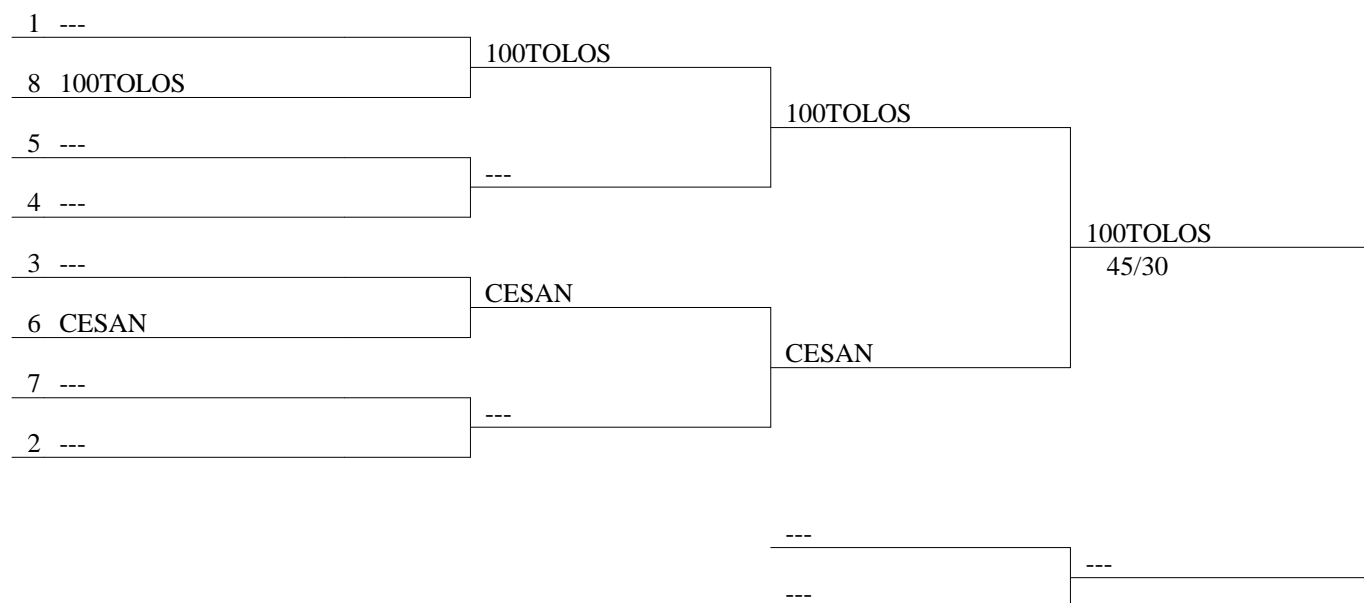 1 ---
100TOLOS
8 100TOLOS
100TOLOS
5 ---
---
4 ---
100TOLOS
45/30
3 ---
CESAN
6 CESAN
CESAN
7 ---
---
2 ---
---
---
---